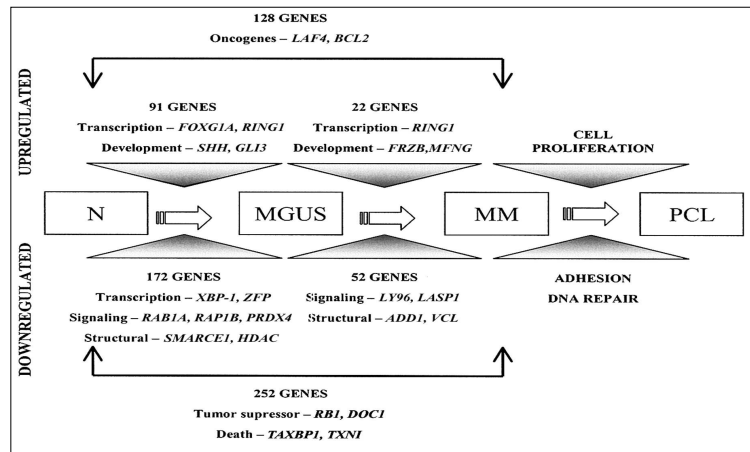 128 GENES
Oncogenes – LAF4, BCL2
UPREGULATED
91 GENES
Transcription – FOXG1A, RING1
Development – SHH, GLI3
22 GENES
Transcription – RING1
Development – FRZB,MFNG
CELL
PROLIFERATION
N
MGUS
MM
PCL
DOWNREGULATED
172 GENES
Transcription – XBP-1, ZFP
Signaling – RAB1A, RAP1B, PRDX4
Structural – SMARCE1, HDAC
52 GENES
Signaling – LY96, LASP1
Structural – ADD1, VCL
ADHESION
DNA REPAIR
252 GENES
Tumor supressor – RB1, DOC1
Death – TAXBP1, TXNI